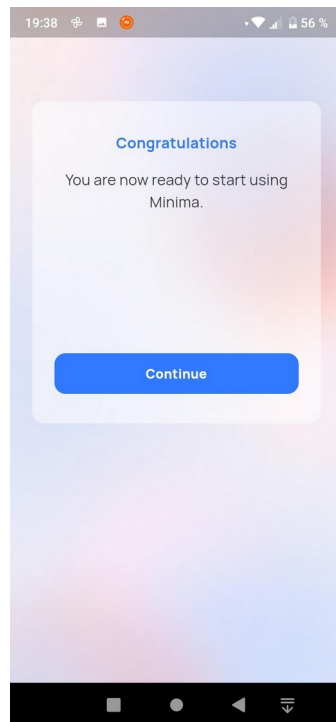 19:38
56 %
Congratulations
You are now ready to start using
Minima.
Continue